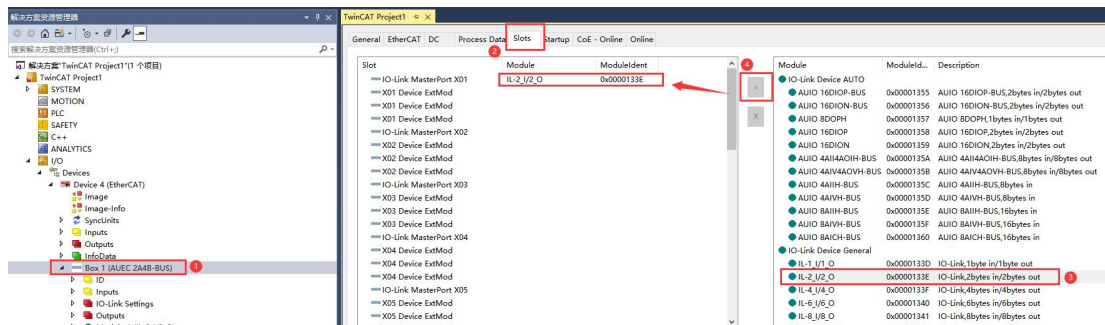 解决方案资源管理器
搜索解决方案资源管理器(Ctrl+;)
解决方案"TwinCAT Project1"(1 个项目)
TwinCAT Project1
SYSTEM
MOTION
PLC
SAFETY
C++
ANALYTICS
I/O
Devices
Device 4 (EtherCAT)
Image
Image-Info
SyncUnits
Inputs
Outputs
InfoData
Box 1 (AUEC 2A4B-BUS) 1
ID
Inputs
IO-Link Settings
Outputs
TwinCAT Project1
General EtherCAT DC Process Data Slots Startup CoE - Online Online
2
Slot Module ModuleIdent
IO-Link MasterPort X01 IL-2_I/2_O 0x0000133E
X01 Device ExtMod
X01 Device ExtMod
X01 Device ExtMod
IO-Link MasterPort X02
X02 Device ExtMod
X02 Device ExtMod
X02 Device ExtMod
IO-Link MasterPort X03
X03 Device ExtMod
X03 Device ExtMod
X03 Device ExtMod
IO-Link MasterPort X04
X04 Device ExtMod
X04 Device ExtMod
X04 Device ExtMod
IO-Link MasterPort X05
X05 Device ExtMod
X05 Device ExtMod
4
<
X
Module ModuleId... Description
IO-Link Device AUTO
AUIO 16DIOP-BUS 0x00001355 AUIO 16DIOP-BUS,2bytes in/2bytes out
AUIO 16DION-BUS 0x00001356 AUIO 16DION-BUS,2bytes in/2bytes out
AUIO 8DOPH 0x00001357 AUIO 8DOPH,1bytes in/1bytes out
AUIO 16DIOP 0x00001358 AUIO 16DIOP,2bytes in/2bytes out
AUIO 16DION 0x00001359 AUIO 16DION,2bytes in/2bytes out
AUIO 4AII4AOIH-BUS 0x0000135A AUIO 4AII4AOIH-BUS,8bytes in/8bytes out
AUIO 4AIV4AOVH-BUS 0x0000135B AUIO 4AIV4AOVH-BUS,8bytes in/8bytes out
AUIO 4AIIH-BUS 0x0000135C AUIO 4AIIH-BUS,8bytes in
AUIO 4AIVH-BUS 0x0000135D AUIO 4AIVH-BUS,8bytes in
AUIO 8AIIH-BUS 0x0000135E AUIO 8AIIH-BUS,16bytes in
AUIO 8AIVH-BUS 0x0000135F AUIO 8AIVH-BUS,16bytes in
AUIO 8AICH-BUS 0x00001360 AUIO 8AICH-BUS,16bytes in
IO-Link Device General
IL-1_I/1_O 0x0000133D IO-Link,1byte in/1byte out
IL-2_I/2_O 0x0000133E IO-Link,2bytes in/2bytes out 3
IL-4_I/4_O 0x0000133F IO-Link,4bytes in/4bytes out
IL-6_I/6_O 0x00001340 IO-Link,6bytes in/6bytes out
IL-8_I/8_O 0x00001341 IO-Link,8bytes in/8bytes out